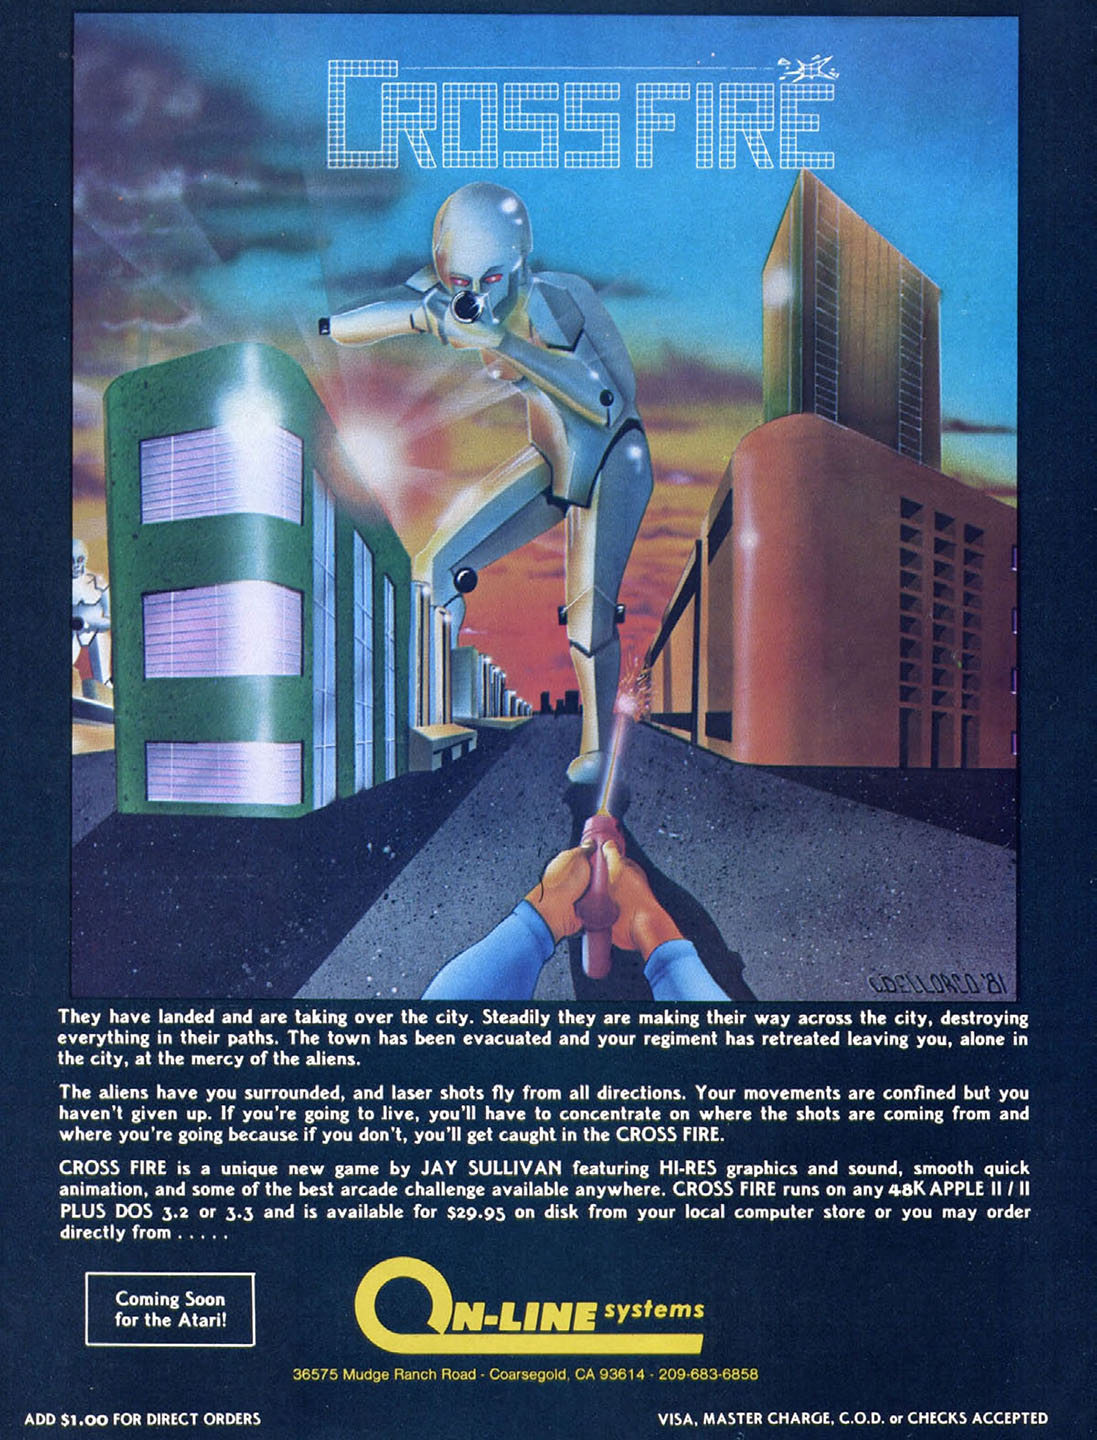 CROSSFIRE
C DELLORCO '81
They have landed and are taking over the city. Steadily they are making their way across the city, destroying
everything in their paths. The town has been evacuated and your regiment has retreated leaving you, alone in
the city, at the mercy of the aliens.
The aliens have you surrounded, and laser shots fly from all directions. Your movements are confined but you
haven't given up. If you're going to live, you'll have to concentrate on where the shots are coming from and
where you're going because if you don't, you'll get caught in the CROSS FIRE.
CROSS FIRE is a unique new game by JAY SULLIVAN featuring HI-RES graphics and sound, smooth quick
animation, and some of the best arcade challenge available anywhere. CROSS FIRE runs on any 48K APPLE II / II
PLUS DOS 3.2 or 3.3 and is available for $29.95 on disk from your local computer store or you may order
directly from . . . . .
Coming Soon
for the Atari!
ON-LINE systems
36575 Mudge Ranch Road - Coarsegold, CA 93614 - 209-683-6858
ADD $1.00 FOR DIRECT ORDERS
VISA, MASTER CHARGE, C.O.D. or CHECKS ACCEPTED